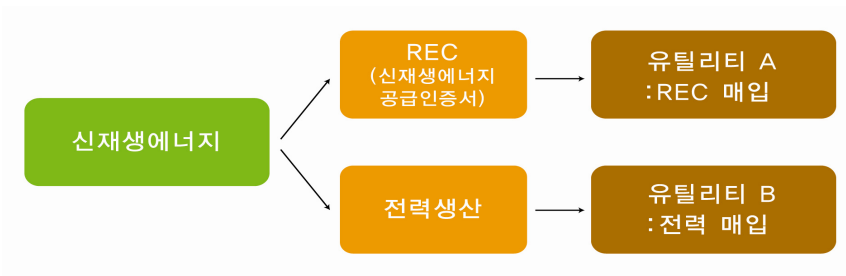 신재생에너지
REC
(신재생에너지
공급인증서)
유틸리티 A
:REC 매입
전력생산
유틸리티 B
:전력 매입